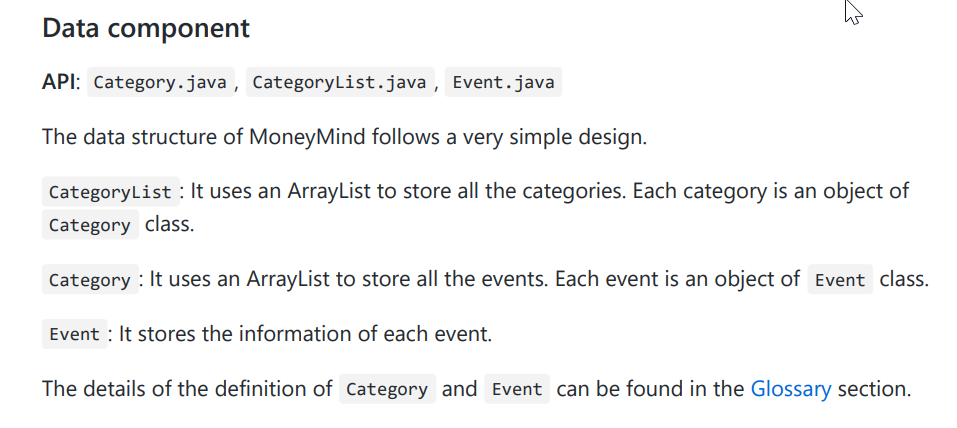 Data component
API: Category.java, CategoryList.java, Event.java
The data structure of MoneyMind follows a very simple design.
CategoryList: It uses an ArrayList to store all the categories. Each category is an object of
Category class.
Category: It uses an ArrayList to store all the events. Each event is an object of Event class.
Event: It stores the information of each event.
The details of the definition of Category and Event can be found in the Glossary section.